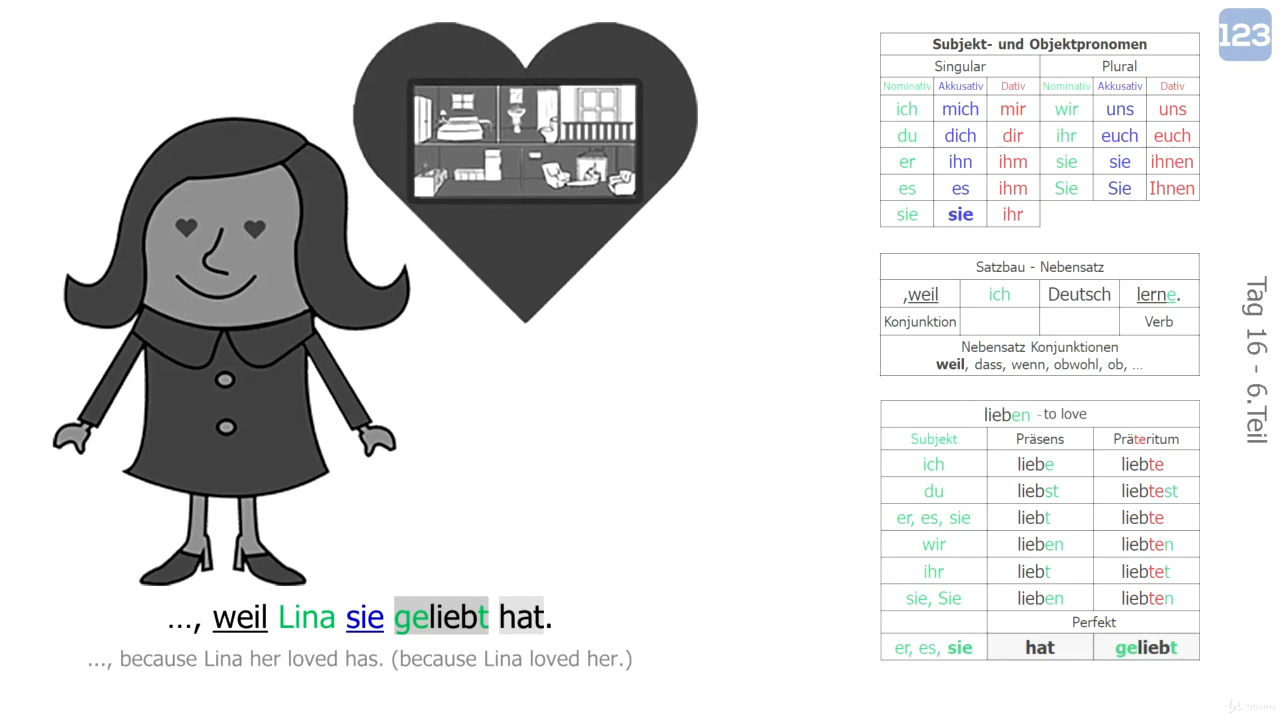 123
Subjekt- und Objektpronomen
Singular Plural
Nominativ Akkusativ Dativ Nominativ Akkusativ Dativ
ich mich mir wir uns uns
du dich dir ihr euch euch
er ihn ihm sie sie ihnen
es es ihm Sie Sie Ihnen
sie sie ihr
Satzbau - Nebensatz
,weil ich Deutsch lerne.
Konjunktion Verb
Nebensatz Konjunktionen
weil, dass, wenn, obwohl, ob, ...
lieben - to love
Subjekt Präsens Präteritum
ich liebe liebte
du liebst liebtest
er, es, sie liebt liebte
wir lieben liebten
ihr liebt liebtet
sie, Sie lieben liebten
Perfekt
er, es, sie hat geliebt
Tag 16 - 6.Teil
..., weil Lina sie geliebt hat.
..., because Lina her loved has. (because Lina loved her.)